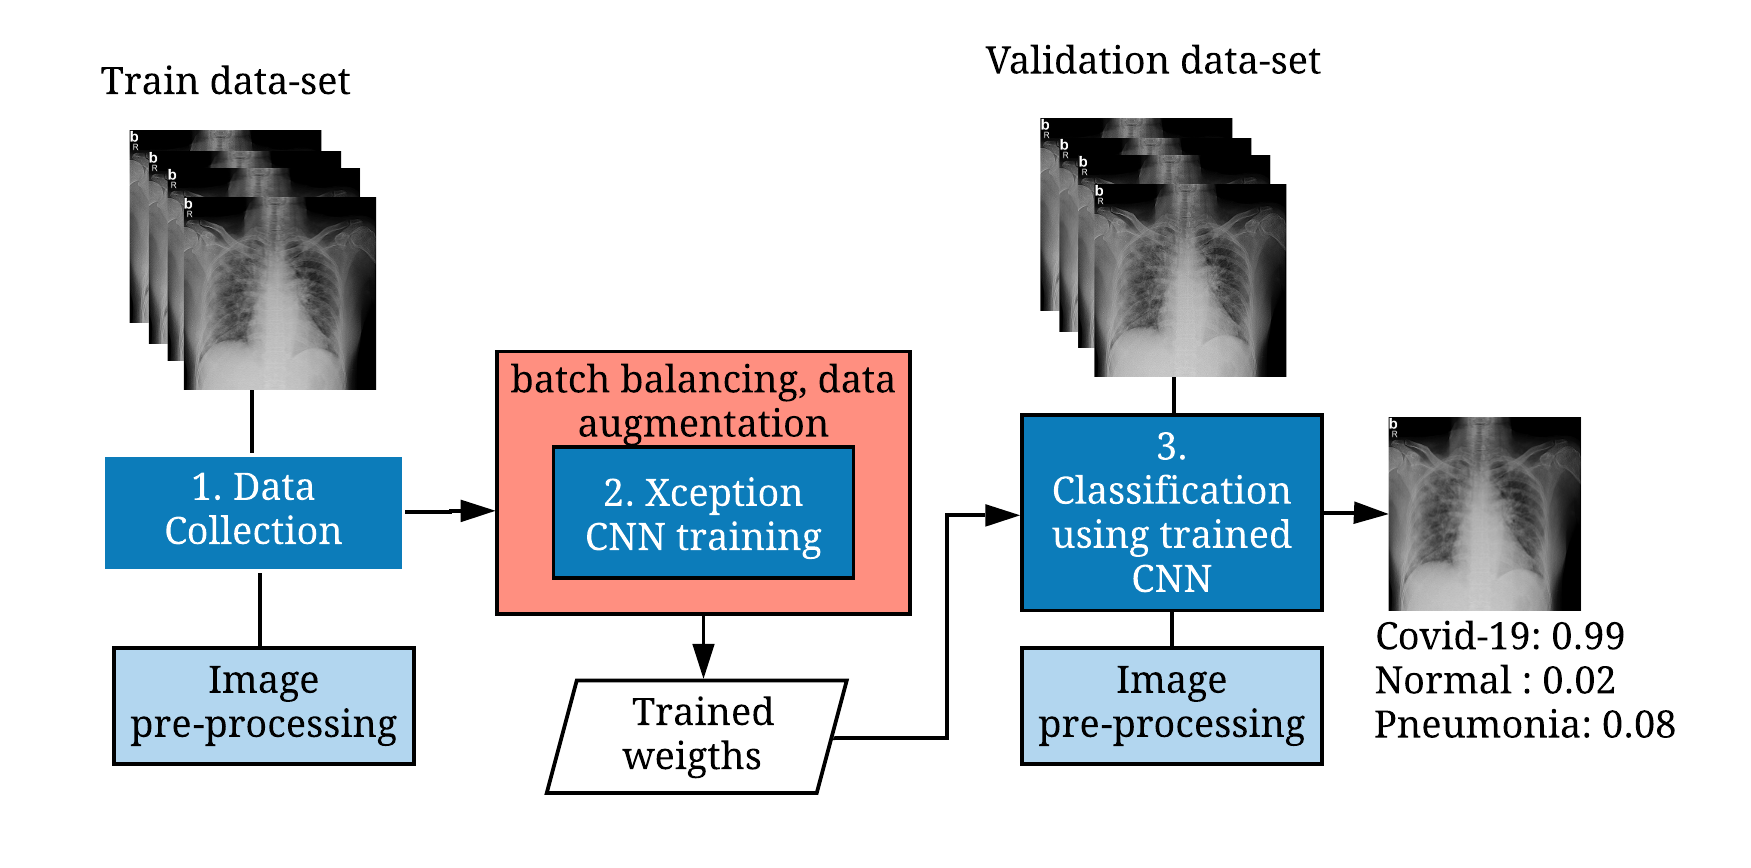 Train data-set
b
R
b
R
b
R
b
R
1. Data
Collection
Image
pre-processing
batch balancing, data
augmentation
2. Xception
CNN training
Trained
weigths
Validation data-set
b
R
b
R
b
R
b
R
3.
Classification
using trained
CNN
Image
pre-processing
b
R
Covid-19: 0.99
Normal : 0.02
Pneumonia: 0.08